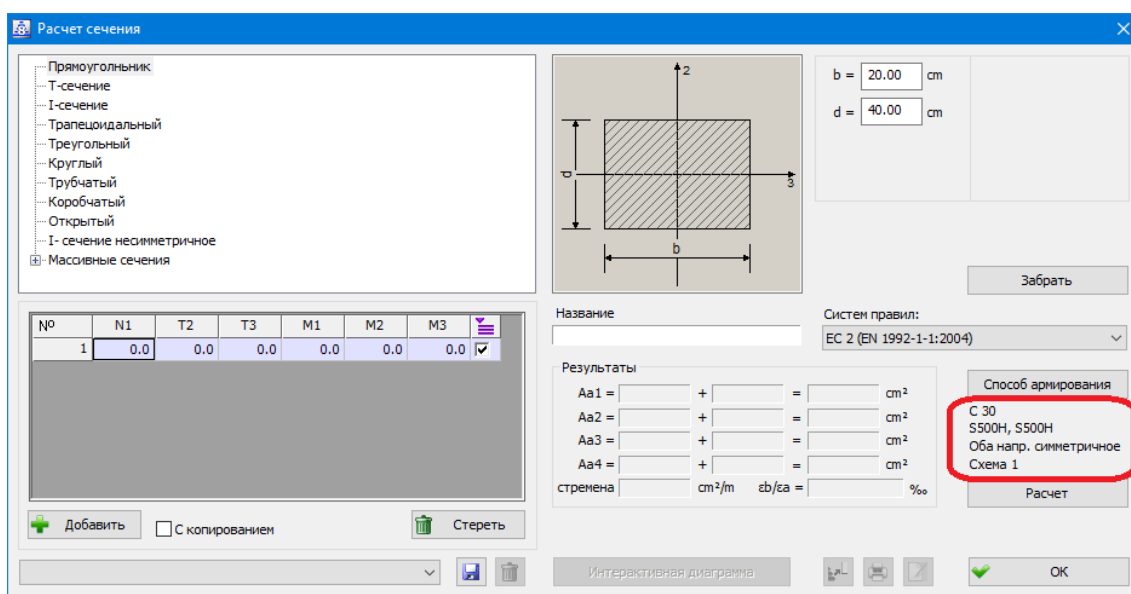 Расчет сечения
Прямоуголньник
Т-сечение
I-сечение
Трапецоидальный
Треугольный
Круглый
Трубчатый
Коробчатый
Открытый
I- сечение несимметричное
Массивные сечения
2
3
d
b
b = 20.00 cm
d = 40.00 cm
Забрать
Nº N1 T2 T3 M1 M2 M3
1 0.0 0.0 0.0 0.0 0.0 0.0
Добавить
С копированием
Стереть
Название
Систем правил:
EC 2 (EN 1992-1-1:2004)
Результаты
Aa1 = + = cm²
Aa2 = + = cm²
Aa3 = + = cm²
Aa4 = + = cm²
стремена cm²/m εb/εa = ‰
Способ армирования
C 30
S500H, S500H
Оба напр. симметричное
Схема 1
Расчет
Интерактивная диаграмма
OK